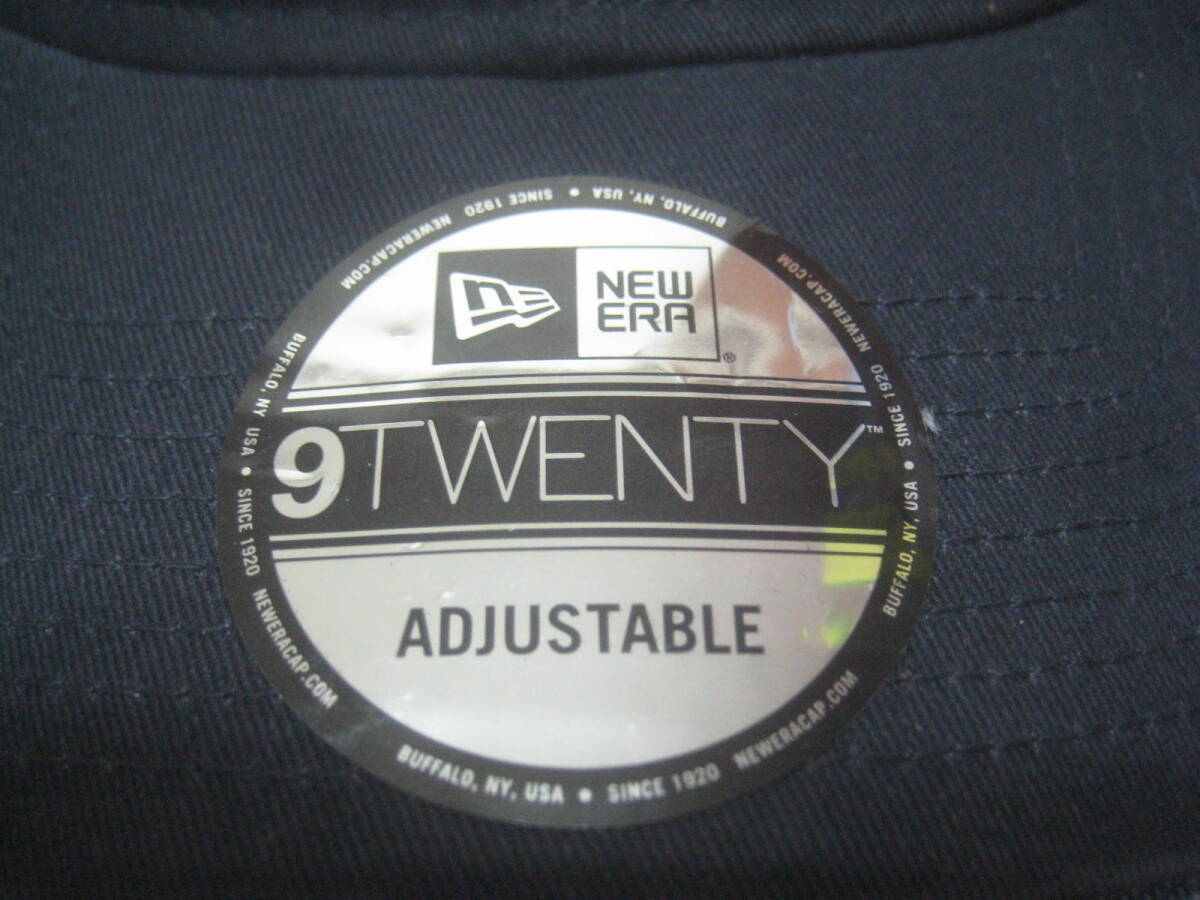 NEW
ERA
®
9TWENTY™
ADJUSTABLE
BUFFALO, NY, USA • SINCE 1920 NEWERACAP.COM
BUFFALO, NY, USA • SINCE 1920 NEWERACAP.COM
BUFFALO, NY, USA • SINCE 1920 NEWERACAP.COM
BUFFALO, NY USA • SINCE 1920 NEWERACAP.COM